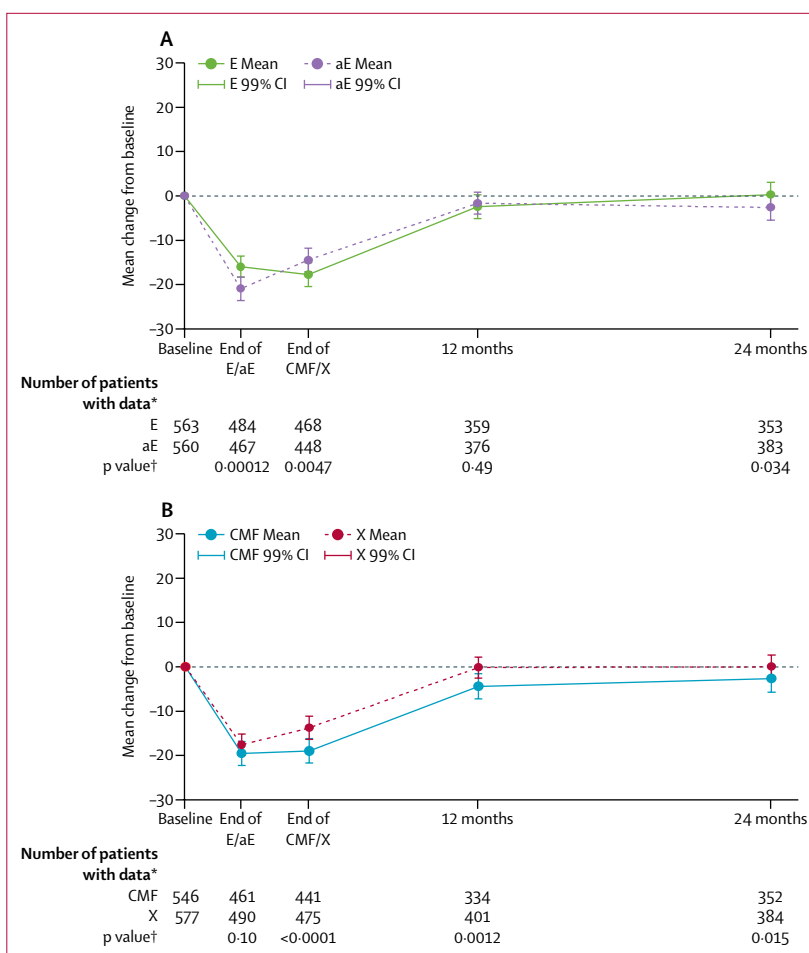 A
E Mean aE Mean
E 99% CI aE 99% CI
30
20
10
0
–10
–20
–30
Mean change from baseline
Baseline End of E/aE End of CMF/X 12 months 24 months
Number of patients
with data*
E 563 484 468 359 353
aE 560 467 448 376 383
p value† 0·00012 0·0047 0·49 0·034
B
CMF Mean X Mean
CMF 99% CI X 99% CI
30
20
10
0
–10
–20
–30
Mean change from baseline
Baseline End of E/aE End of CMF/X 12 months 24 months
Number of patients
with data*
CMF 546 461 441 334 352
X 577 490 475 401 384
p value† 0·10 <0·0001 0·0012 0·015